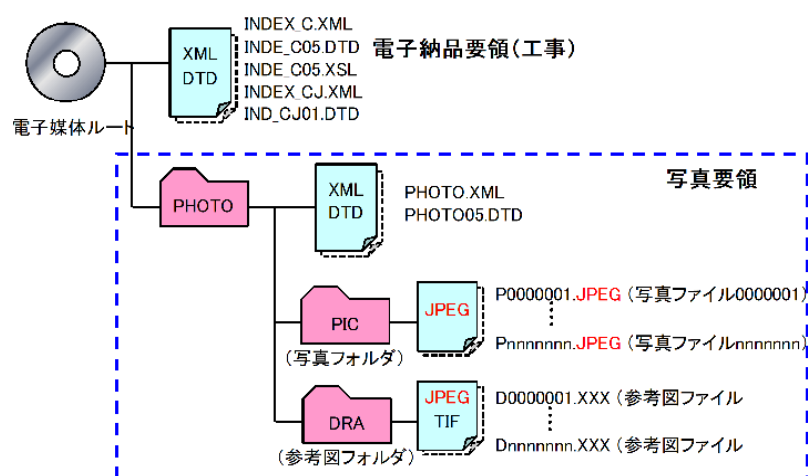 INDEX_C.XML
INDE_C05.DTD
INDE_C05.XSL
INDEX_CJ.XML
IND_CJ01.DTD
XML
DTD
電子納品要領(工事)
電子媒体ルート
写真要領
PHOTO
XML
DTD
PHOTO.XML
PHOTO05.DTD
PIC
(写真フォルダ)
JPEG
P0000001.JPEG (写真ファイル0000001)
Pnnnnnnn.JPEG (写真ファイルnnnnnnn)
DRA
(参考図フォルダ)
JPEG
TIF
D0000001.XXX (参考図ファイル
Dnnnnnnn.XXX (参考図ファイル